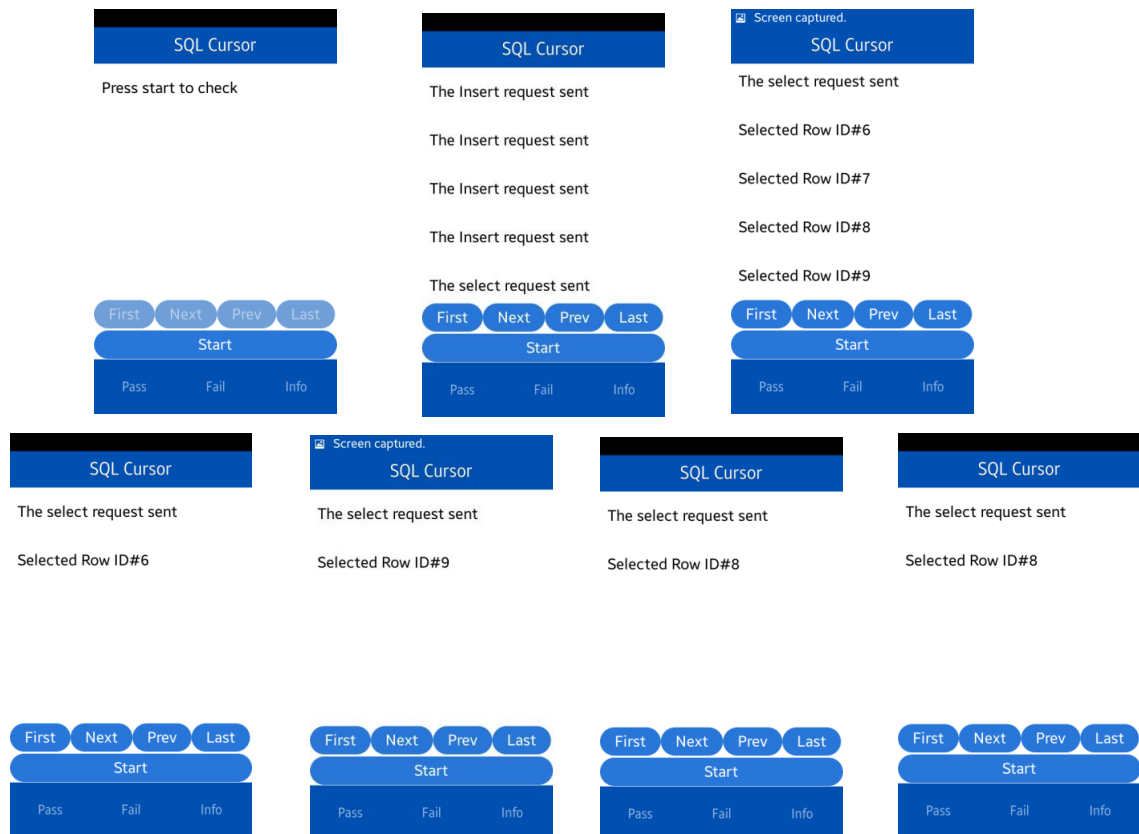 SQL Cursor
Press start to check
First Next Prev Last
Start
Pass Fail Info
SQL Cursor
The Insert request sent
The Insert request sent
The Insert request sent
The Insert request sent
The select request sent
First Next Prev Last
Start
Pass Fail Info
Screen captured.
SQL Cursor
The select request sent
Selected Row ID#6
Selected Row ID#7
Selected Row ID#8
Selected Row ID#9
First Next Prev Last
Start
Pass Fail Info
SQL Cursor
The select request sent
Selected Row ID#6
First Next Prev Last
Start
Pass Fail Info
Screen captured.
SQL Cursor
The select request sent
Selected Row ID#9
First Next Prev Last
Start
Pass Fail Info
SQL Cursor
The select request sent
Selected Row ID#8
First Next Prev Last
Start
Pass Fail Info
SQL Cursor
The select request sent
Selected Row ID#8
First Next Prev Last
Start
Pass Fail Info